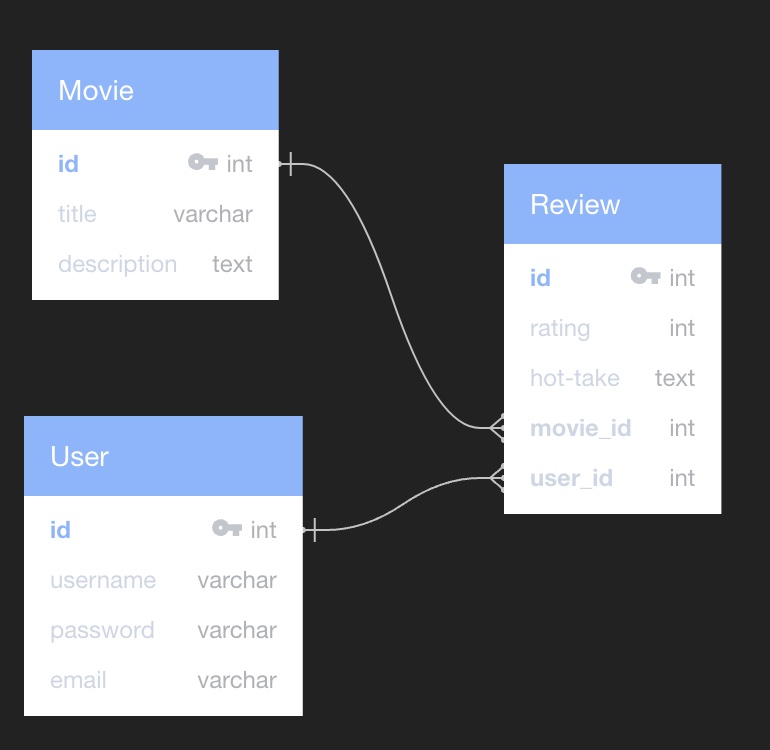 Movie
id int
title varchar
description text
Review
id int
rating int
hot-take text
movie_id int
user_id int
User
id int
username varchar
password varchar
email varchar